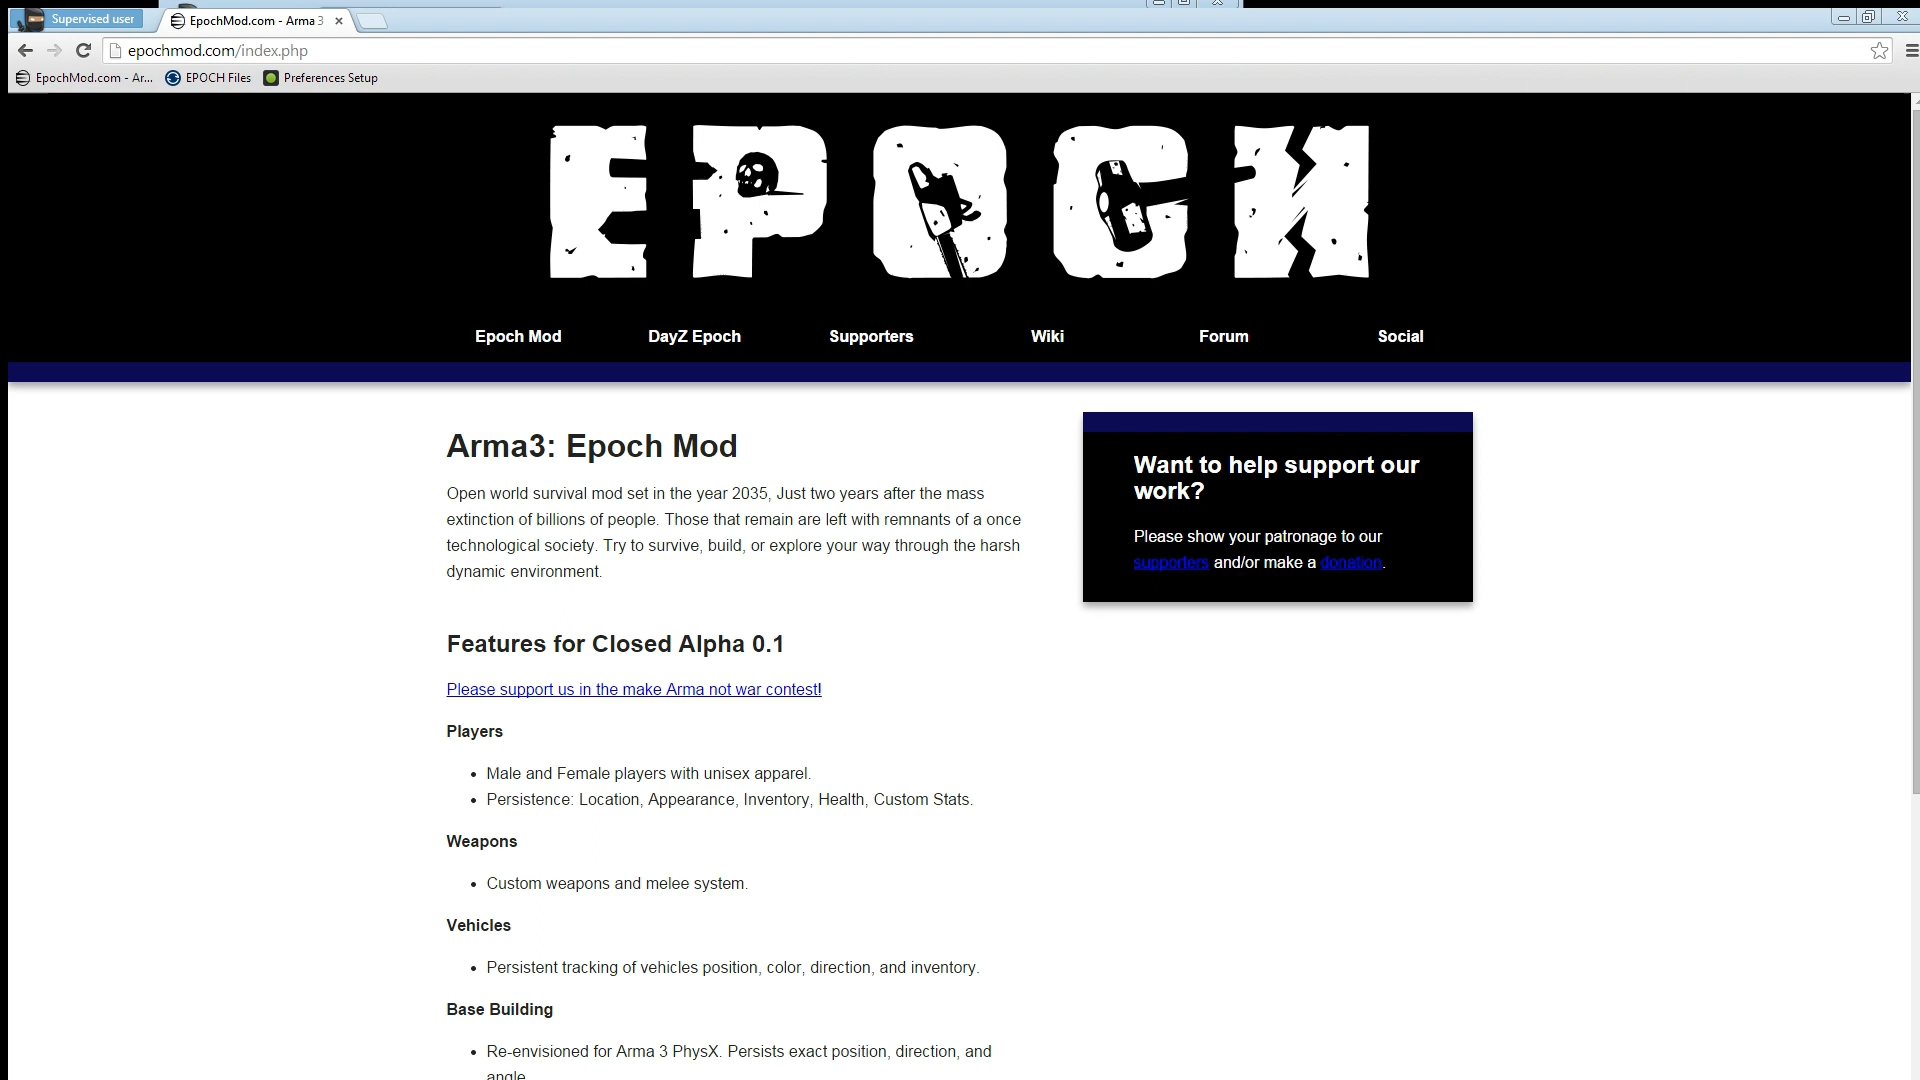 Supervised user
EpochMod.com - Arma 3
epochmod.com/index.php
EpochMod.com - Ar...
EPOCH Files
Preferences Setup
EPOCH
Epoch Mod
DayZ Epoch
Supporters
Wiki
Forum
Social
Arma3: Epoch Mod
Open world survival mod set in the year 2035, Just two years after the mass
extinction of billions of people. Those that remain are left with remnants of a once
technological society. Try to survive, build, or explore your way through the harsh
dynamic environment.
Want to help support our
work?
Please show your patronage to our
supporters and/or make a donation.
Features for Closed Alpha 0.1
Please support us in the make Arma not war contest!
Players
• Male and Female players with unisex apparel.
• Persistence: Location, Appearance, Inventory, Health, Custom Stats.
Weapons
• Custom weapons and melee system.
Vehicles
• Persistent tracking of vehicles position, color, direction, and inventory.
Base Building
• Re-envisioned for Arma 3 PhysX. Persists exact position, direction, and
angle